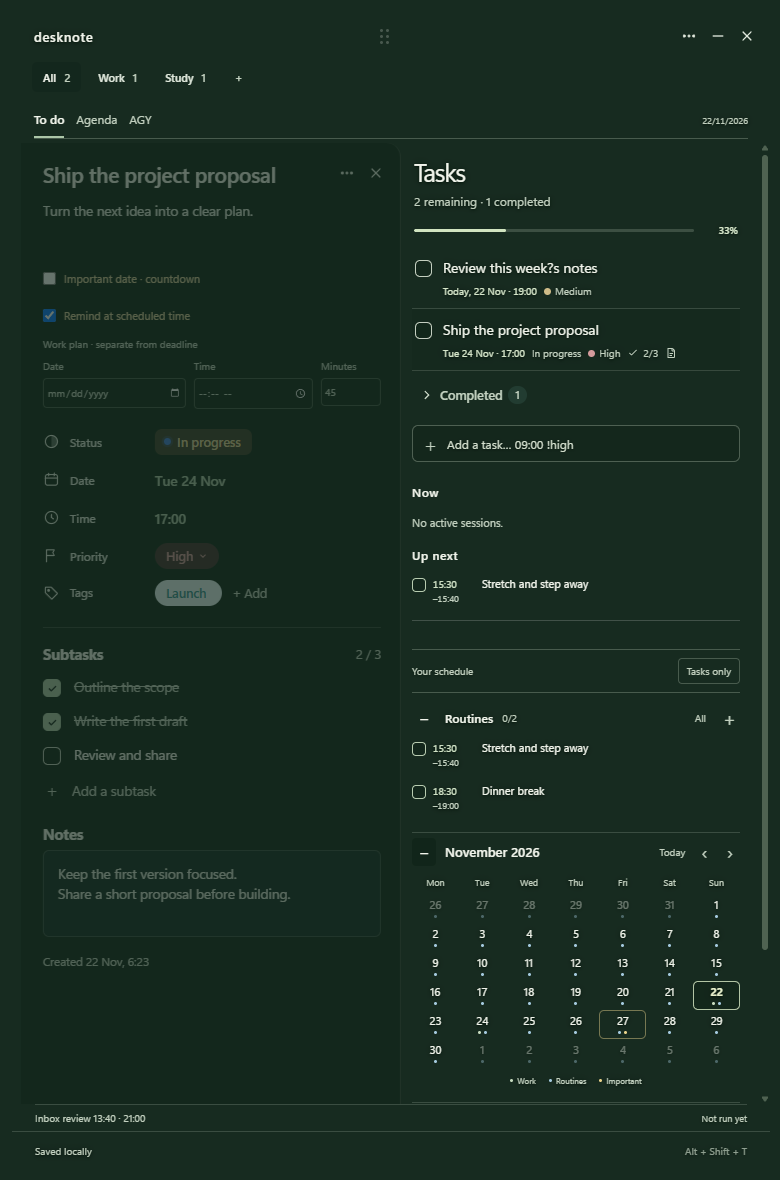 desknote
All 2 Work 1 Study 1 +
To do Agenda AGY 22/11/2026
Ship the project proposal
Turn the next idea into a clear plan.
Important date · countdown
Remind at scheduled time
Work plan · separate from deadline
Date Time Minutes
mm/dd/yyyy --:-- -- 45
Status In progress
Date Tue 24 Nov
Time 17:00
Priority High
Tags Launch + Add
Subtasks 2 / 3
Outline the scope
Write the first draft
Review and share
+ Add a subtask
Notes
Keep the first version focused.
Share a short proposal before building.
Created 22 Nov, 6:23
Tasks
2 remaining · 1 completed
33%
Review this week?s notes
Today, 22 Nov · 19:00 Medium
Ship the project proposal
Tue 24 Nov · 17:00 In progress High 2/3
Completed 1
+ Add a task... 09:00 !high
Now
No active sessions.
Up next
15:30 Stretch and step away
–15:40
Your schedule Tasks only
Routines 0/2 All +
15:30 Stretch and step away
–15:40
18:30 Dinner break
–19:00
November 2026 Today
Mon Tue Wed Thu Fri Sat Sun
26 27 28 29 30 31 1
2 3 4 5 6 7 8
9 10 11 12 13 14 15
16 17 18 19 20 21 22
23 24 25 26 27 28 29
30 1 2 3 4 5 6
Work Routines Important
Inbox review 13:40 · 21:00 Not run yet
Saved locally Alt + Shift + T